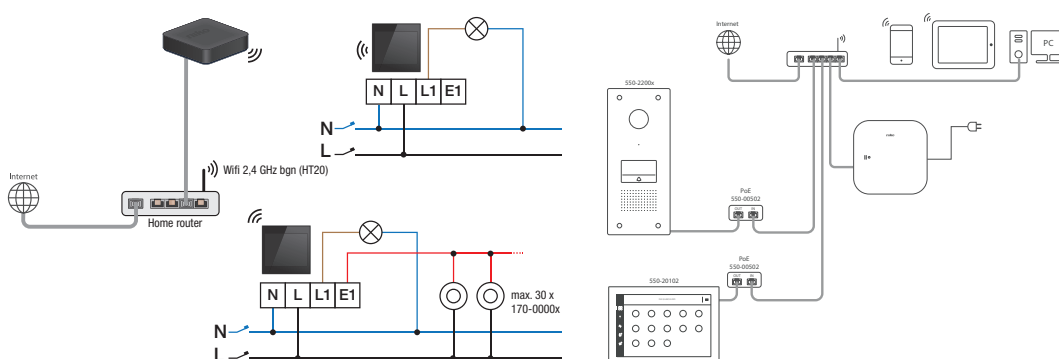 Internet
Home router
Wifi 2,4 GHz bgn (HT20)
N L L1 E1
N
L
N L L1 E1
max. 30 x
170-0000x
N
L
Internet
PC
550-2200x
PoE
550-00502
OUT IN
PoE
550-00502
OUT IN
550-20102